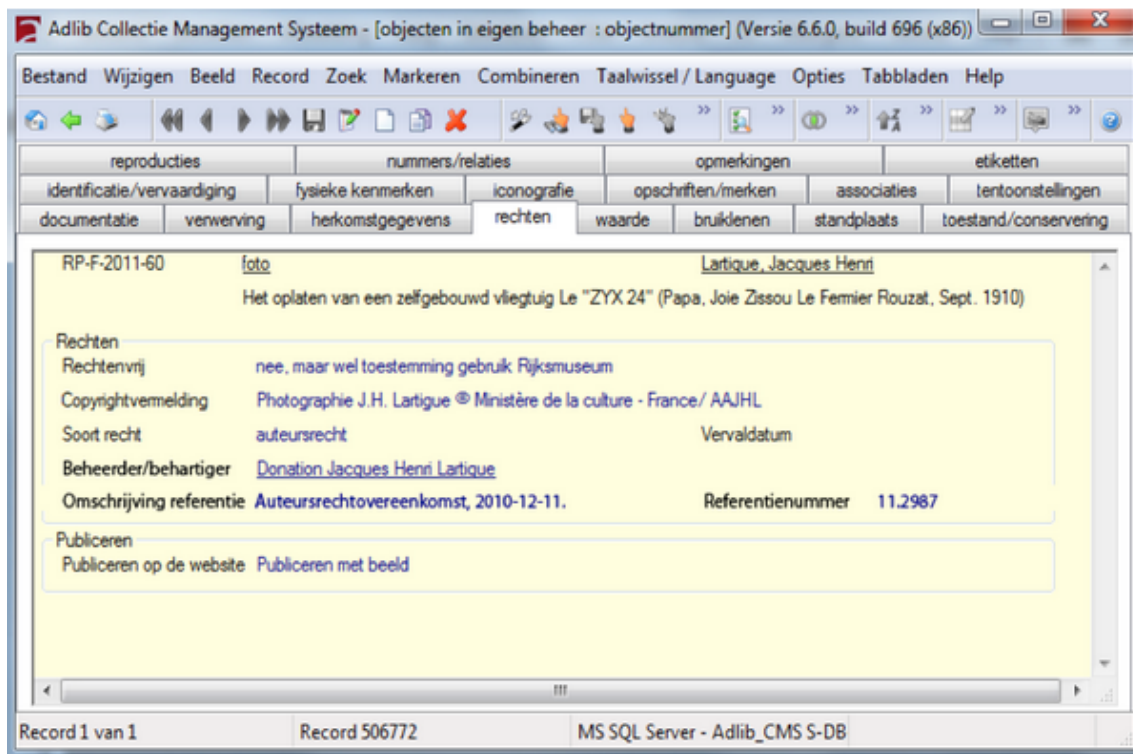 Adlib Collectie Management Systeem - [objecten in eigen beheer : objectnummer] (Versie 6.6.0, build 696 (x86))
Bestand Wijzigen Beeld Record Zoek Markeren Combineren Taalwissel / Language Opties Tabbladen Help
reproducties nummers/relaties opmerkingen etiketten
identificatie/vervaardiging fysieke kenmerken iconografie opschriften/merken associaties tentoonstellingen
documentatie verwerving herkomstgegevens rechten waarde bruiklenen standplaats toestand/conservering
RP-F-2011-60 foto Lartique, Jacques Henri
Het oplaten van een zelfgebouwd vliegtuig Le "ZYX 24" (Papa, Joie Zissou Le Femier Rouzat, Sept. 1910)
Rechten
Rechtenvrij nee, maar wel toestemming gebruik Rijksmuseum
Copyrightvermelding Photographie J.H. Lartigue ® Ministère de la culture - France/ AAJHL
Soort recht auteursrecht Vervaldatum
Beheerder/behartiger Donation Jacques Henri Lartique
Omschrijving referentie Auteursrechtovereenkomst, 2010-12-11. Referentienummer 11.2987
Publiceren
Publiceren op de website Publiceren met beeld
Record 1 van 1 Record 506772 MS SQL Server - Adlib_CMS S-DB